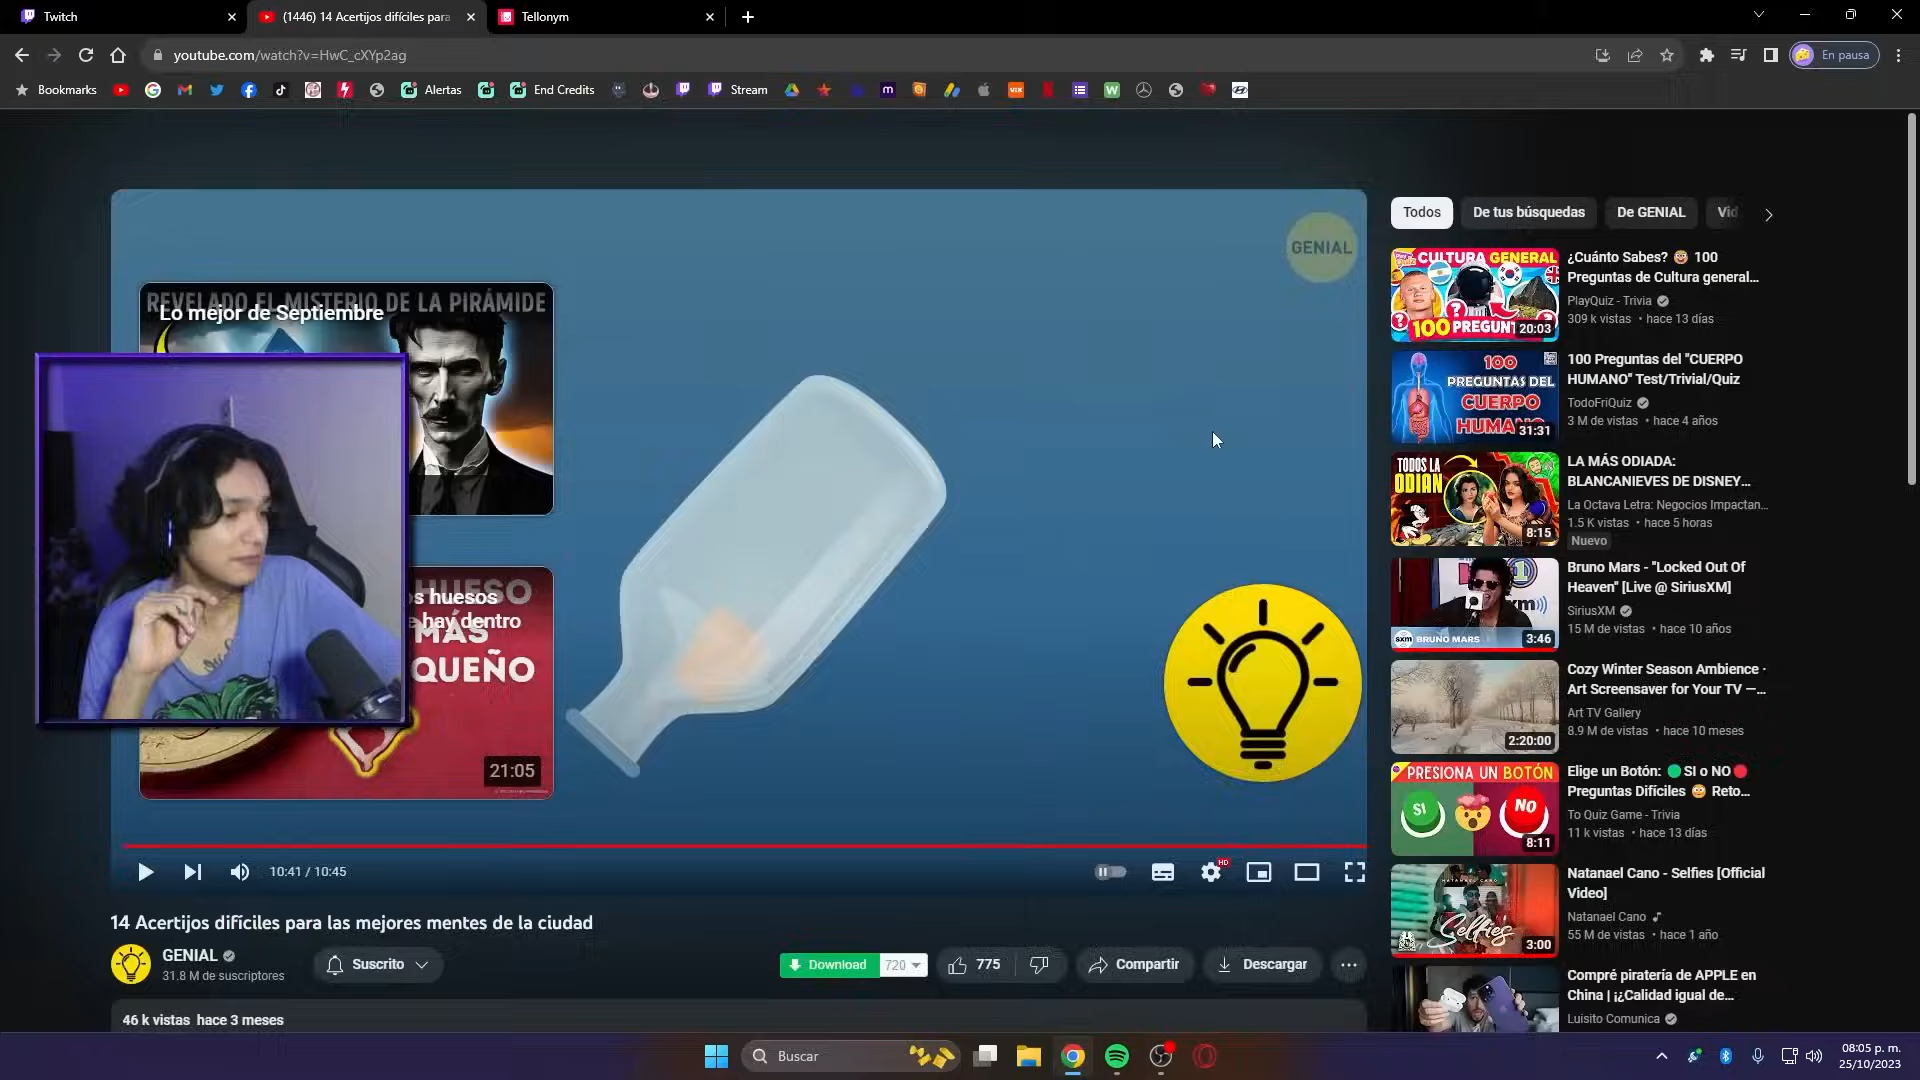 Twitch
(1446) 14 Acertijos difíciles para
Tellonym
youtube.com/watch?v=HwC_cXYp2ag
En pausa
Bookmarks
Alertas
End Credits
Stream
GENIAL
REVELADO EL MISTERIO DE LA PIRÁMIDE
Lo mejor de Septiembre
HUESO
s huesos
hay dentro
MÁS
QUEÑO
21:05
10:41 / 10:45
HD
14 Acertijos difíciles para las mejores mentes de la ciudad
GENIAL
31.8 M de suscriptores
Suscrito
Download
720
775
Compartir
Descargar
46 k vistas hace 3 meses
Todos
De tus búsquedas
De GENIAL
Vid
CULTURA GENERAL
100 PREGUNT
20:03
¿Cuánto Sabes? 🤓 100
Preguntas de Cultura general...
PlayQuiz - Trivia
309 k vistas • hace 13 días
100
PREGUNTAS DEL
CUERPO
HUMANO
31:31
100 Preguntas del "CUERPO
HUMANO" Test/Trivial/Quiz
TodoFriQuiz
3 M de vistas • hace 4 años
TODOS LA
ODIAN
8:15
LA MÁS ODIADA:
BLANCANIEVES DE DISNEY...
La Octava Letra: Negocios Impactan...
1.5 K vistas • hace 5 horas
Nuevo
sxm BRUNO MARS
3:46
Bruno Mars - "Locked Out Of
Heaven" [Live @ SiriusXM]
SiriusXM
15 M de vistas • hace 10 años
2:20:00
Cozy Winter Season Ambience ·
Art Screensaver for Your TV —...
Art TV Gallery
8.9 M de vistas • hace 10 meses
PRESIONA UN BOTÓN
SI
NO
8:11
Elige un Botón: 🟢SI o NO🔴
Preguntas Difíciles 😳 Reto...
To Quiz Game - Trivia
11 k vistas • hace 13 días
NATANAEL CANO
SELFIES
3:00
Natanael Cano - Selfies [Official
Video]
Natanael Cano
55 M de vistas • hace 1 año
Compré piratería de APPLE en
China | ¡¿Calidad igual de...
Luisito Comunica
Buscar
08:05 p. m.
25/10/2023